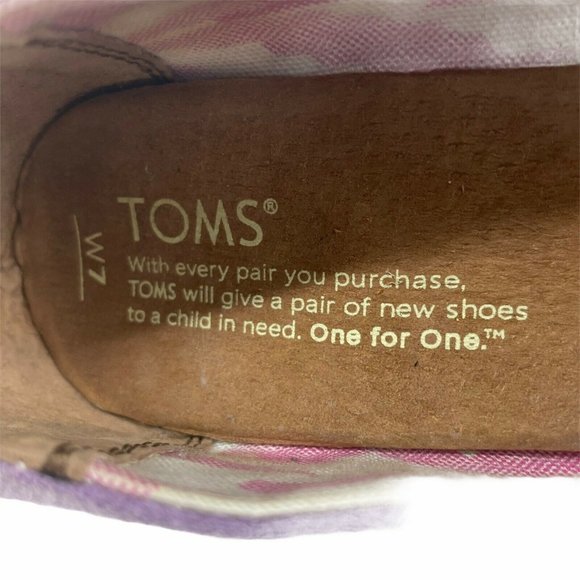 TOMS®
With every pair you purchase,
TOMS will give a pair of new shoes
to a child in need. One for One.™
W7